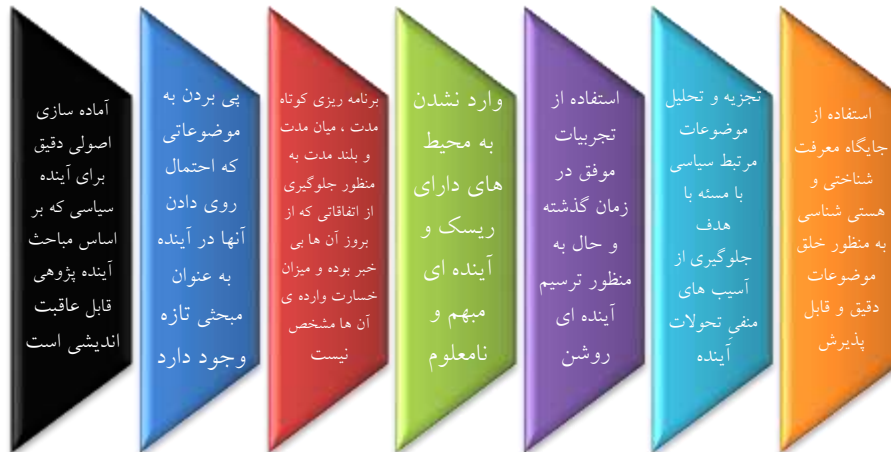 استفاده از
جایگاه معرفت
شناختی و
هستی شناسی
به منظور خلق
موضوعات
دقیق و قابل
پذیرش
تجزیه و تحلیل
موضوعات
مرتبط سیاسی
با مسئه با
هدف
جلوگیری از
آسیب های
منفیِ تحولات
آینده
استفاده از
تجربیات
موفق در
زمان گذشته
و حال به
منظور ترسیم
آینده ای
روشن
وارد نشدن
به محیط
های دارای
ریسک و
آینده ای
مبهم و
نامعلوم
برنامه ریزی کوتاه
مدت ، میان مدت
و بلند مدت به
منظور جلوگیری
از اتفاقاتی که از
بروز آن ها بی
خبر بوده و میزان
خسارت وارده ی
آن ها مشخص
نیست
پی بردن به
موضوعاتی
که احتمال
روی دادن
آنها در آینده
به عنوان
مبحثی تازه
وجود دارد
آماده سازی
اصولی دقیق
برای آینده
سیاسی که بر
اساس مباحث
آینده پژوهی
قابل عاقبت
اندیشی است